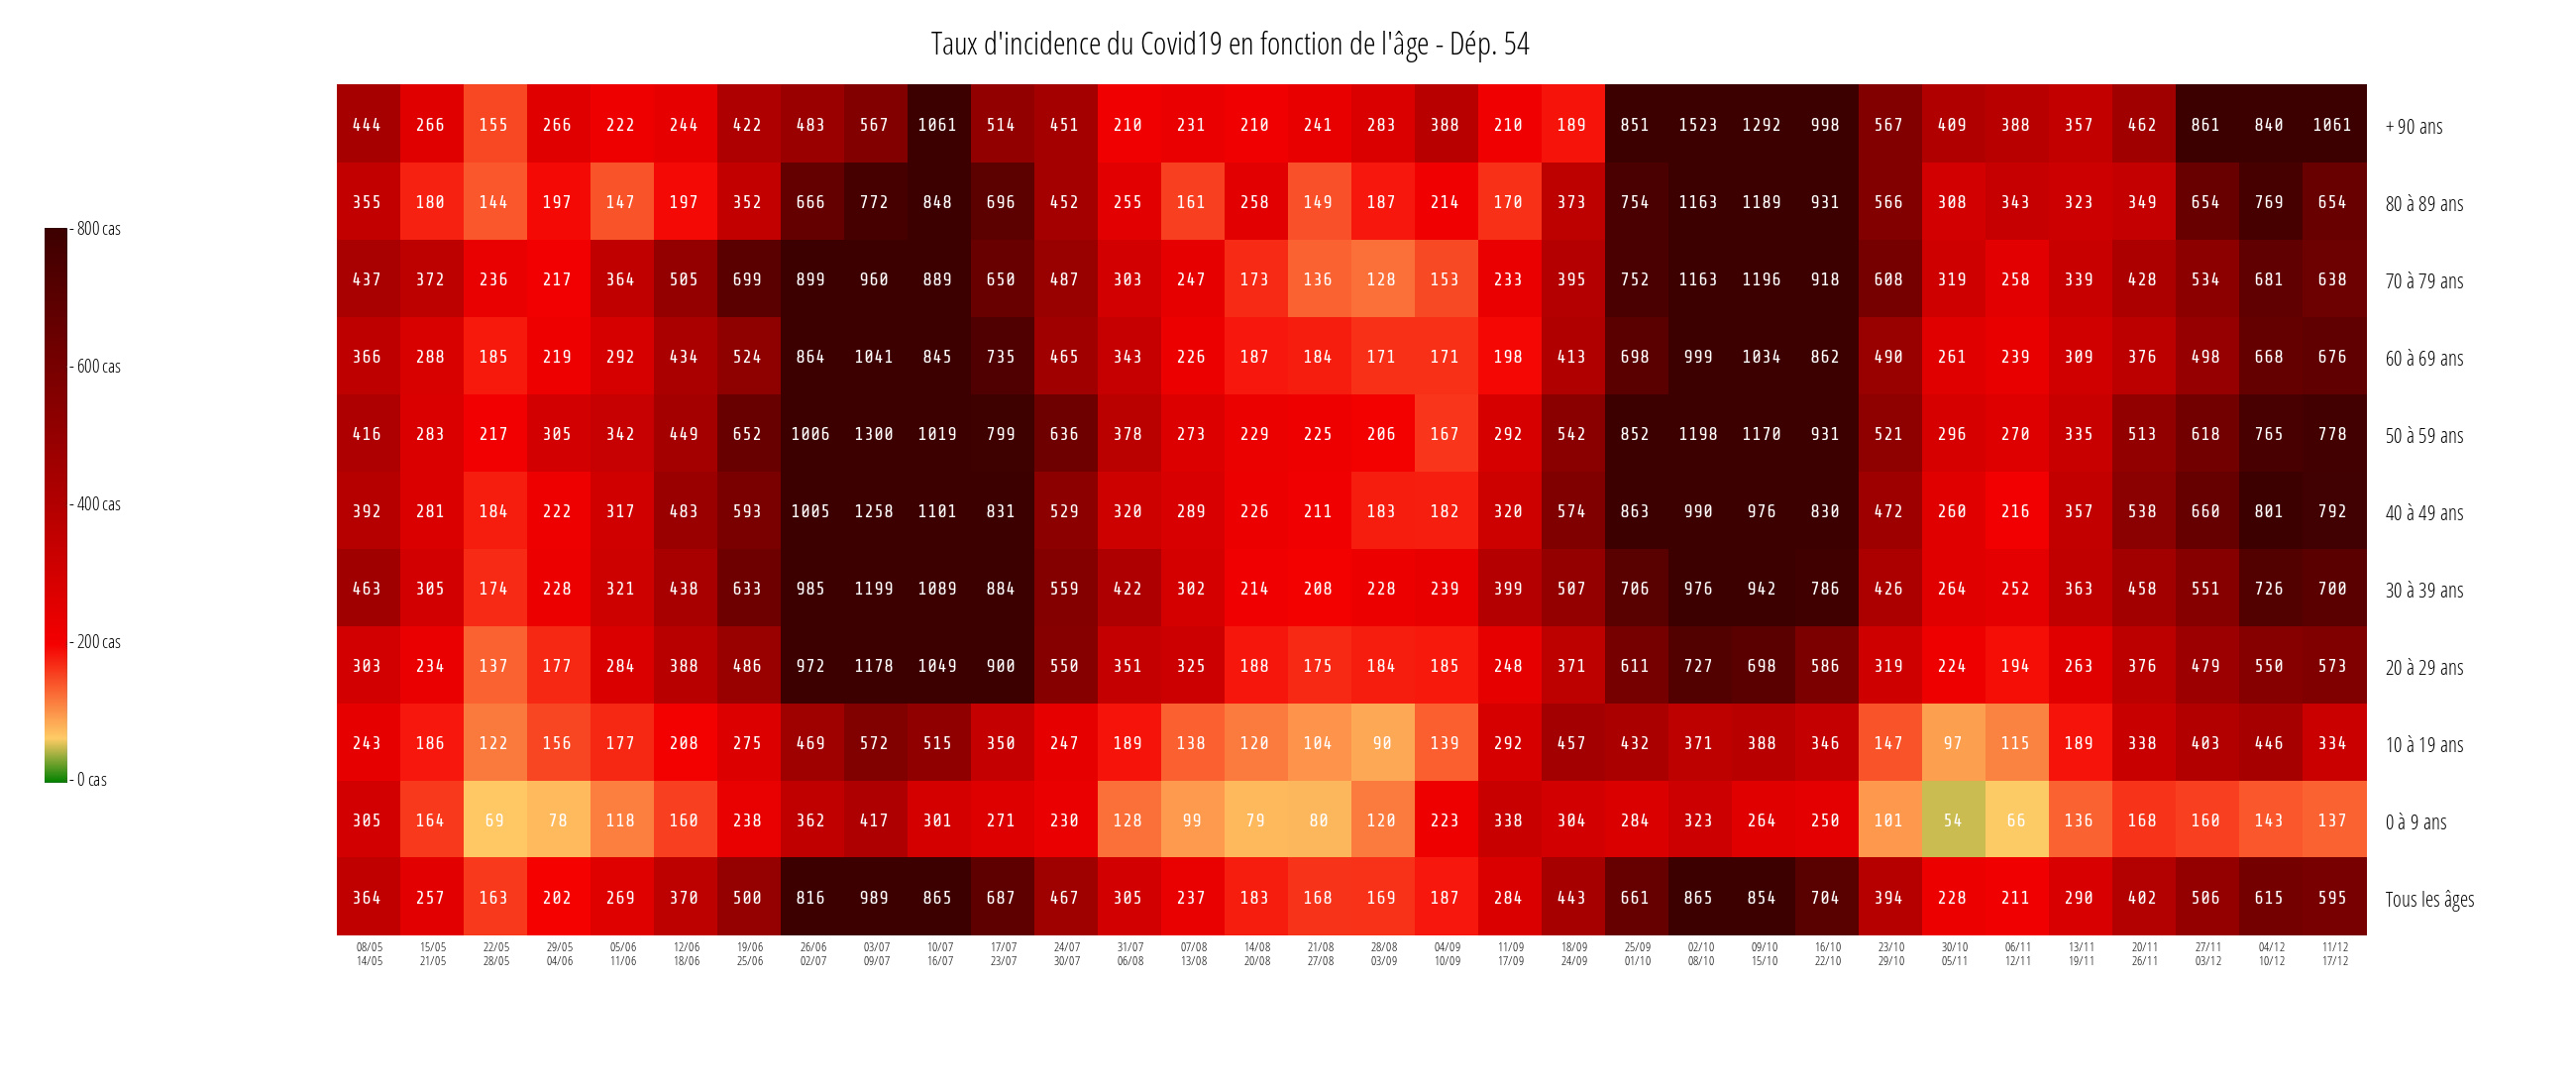 Taux d'incidence du Covid19 en fonction de l'âge - Dép. 54
444 266 155 266 222 244 422 483 567 1061 514 451 210 231 210 241 283 388 210 189 851 1523 1292 998 567 409 388 357 462 861 840 1061 + 90 ans
355 180 144 197 147 197 352 666 772 848 696 452 255 161 258 149 187 214 170 373 754 1163 1189 931 566 308 343 323 349 654 769 654 80 à 89 ans
- 800 cas
437 372 236 217 364 505 699 899 960 889 650 487 303 247 173 136 128 153 233 395 752 1163 1196 918 608 319 258 339 428 534 681 638 70 à 79 ans
366 288 185 219 292 434 524 864 1041 845 735 465 343 226 187 184 171 171 198 413 698 999 1034 862 490 261 239 309 376 498 668 676 60 à 69 ans
- 600 cas
416 283 217 305 342 449 652 1006 1300 1019 799 636 378 273 229 225 206 167 292 542 852 1198 1170 931 521 296 270 335 513 618 765 778 50 à 59 ans
- 400 cas
392 281 184 222 317 483 593 1005 1258 1101 831 529 320 289 226 211 183 182 320 574 863 990 976 830 472 260 216 357 538 660 801 792 40 à 49 ans
463 305 174 228 321 438 633 985 1199 1089 884 559 422 302 214 208 228 239 399 507 706 976 942 786 426 264 252 363 458 551 726 700 30 à 39 ans
- 200 cas
303 234 137 177 284 388 486 972 1178 1049 900 550 351 325 188 175 184 185 248 371 611 727 698 586 319 224 194 263 376 479 550 573 20 à 29 ans
243 186 122 156 177 208 275 469 572 515 350 247 189 138 120 104 90 139 292 457 432 371 388 346 147 97 115 189 338 403 446 334 10 à 19 ans
- 0 cas
305 164 69 78 118 160 238 362 417 301 271 230 128 99 79 80 120 223 338 304 284 323 264 250 101 54 66 136 168 160 143 137 0 à 9 ans
364 257 163 202 269 370 500 816 989 865 687 467 305 237 183 168 169 187 284 443 661 865 854 704 394 228 211 290 402 506 615 595 Tous les âges
08/05 15/05 22/05 29/05 05/06 12/06 19/06 26/06 03/07 10/07 17/07 24/07 31/07 07/08 14/08 21/08 28/08 04/09 11/09 18/09 25/09 02/10 09/10 16/10 23/10 30/10 06/11 13/11 20/11 27/11 04/12 11/12
14/05 21/05 28/05 04/06 11/06 18/06 25/06 02/07 09/07 16/07 23/07 30/07 06/08 13/08 20/08 27/08 03/09 10/09 17/09 24/09 01/10 08/10 15/10 22/10 29/10 05/11 12/11 19/11 26/11 03/12 10/12 17/12